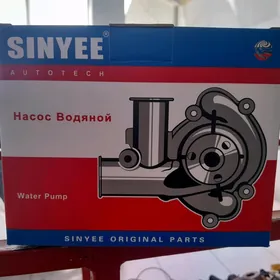 SINYEE®
AUTOTECH
Насос Водяной
Water Pump
SINYEE ORIGINAL PARTS